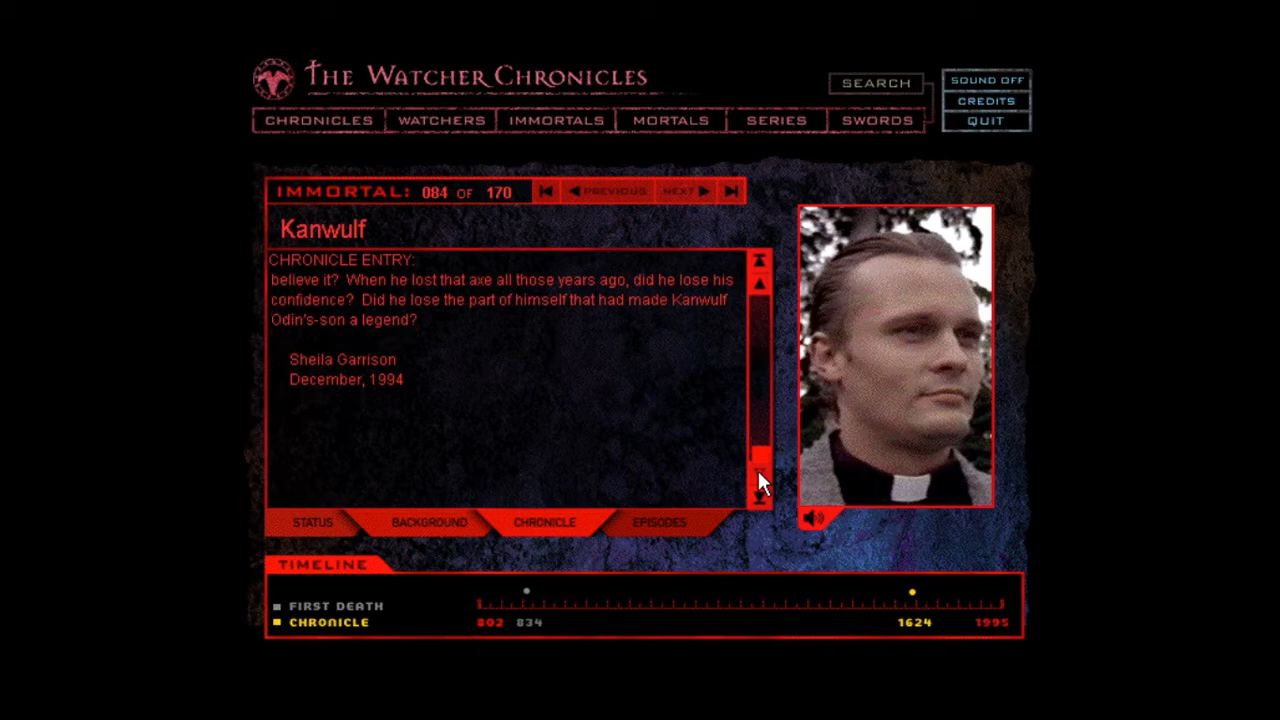 THE WATCHER CHRONICLES
SEARCH
SOUND OFF
CREDITS
QUIT
CHRONICLES WATCHERS IMMORTALS MORTALS SERIES SWORDS
IMMORTAL: 084 OF 170 PREVIOUS NEXT
Kanwulf
CHRONICLE ENTRY:
believe it? When he lost that axe all those years ago, did he lose his
confidence? Did he lose the part of himself that had made Kanwulf
Odin's-son a legend?
Sheila Garrison
December, 1994
STATUS BACKGROUND CHRONICLE EPISODES
TIMELINE
FIRST DEATH
CHRONICLE 802 834 1624 1995